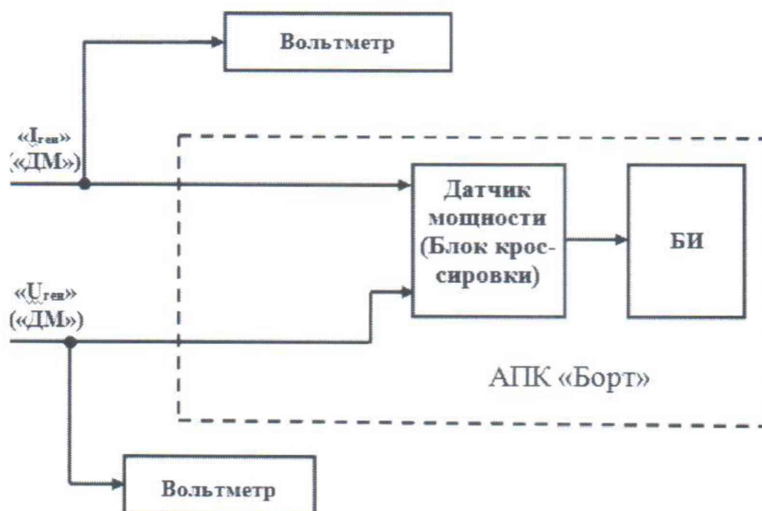 Вольтметр
«Iген»
(«ДМ»)
Датчик
мощности
(Блок крос-
сировки)
БИ
«Uген»
(«ДМ»)
АПК «Борт»
Вольтметр